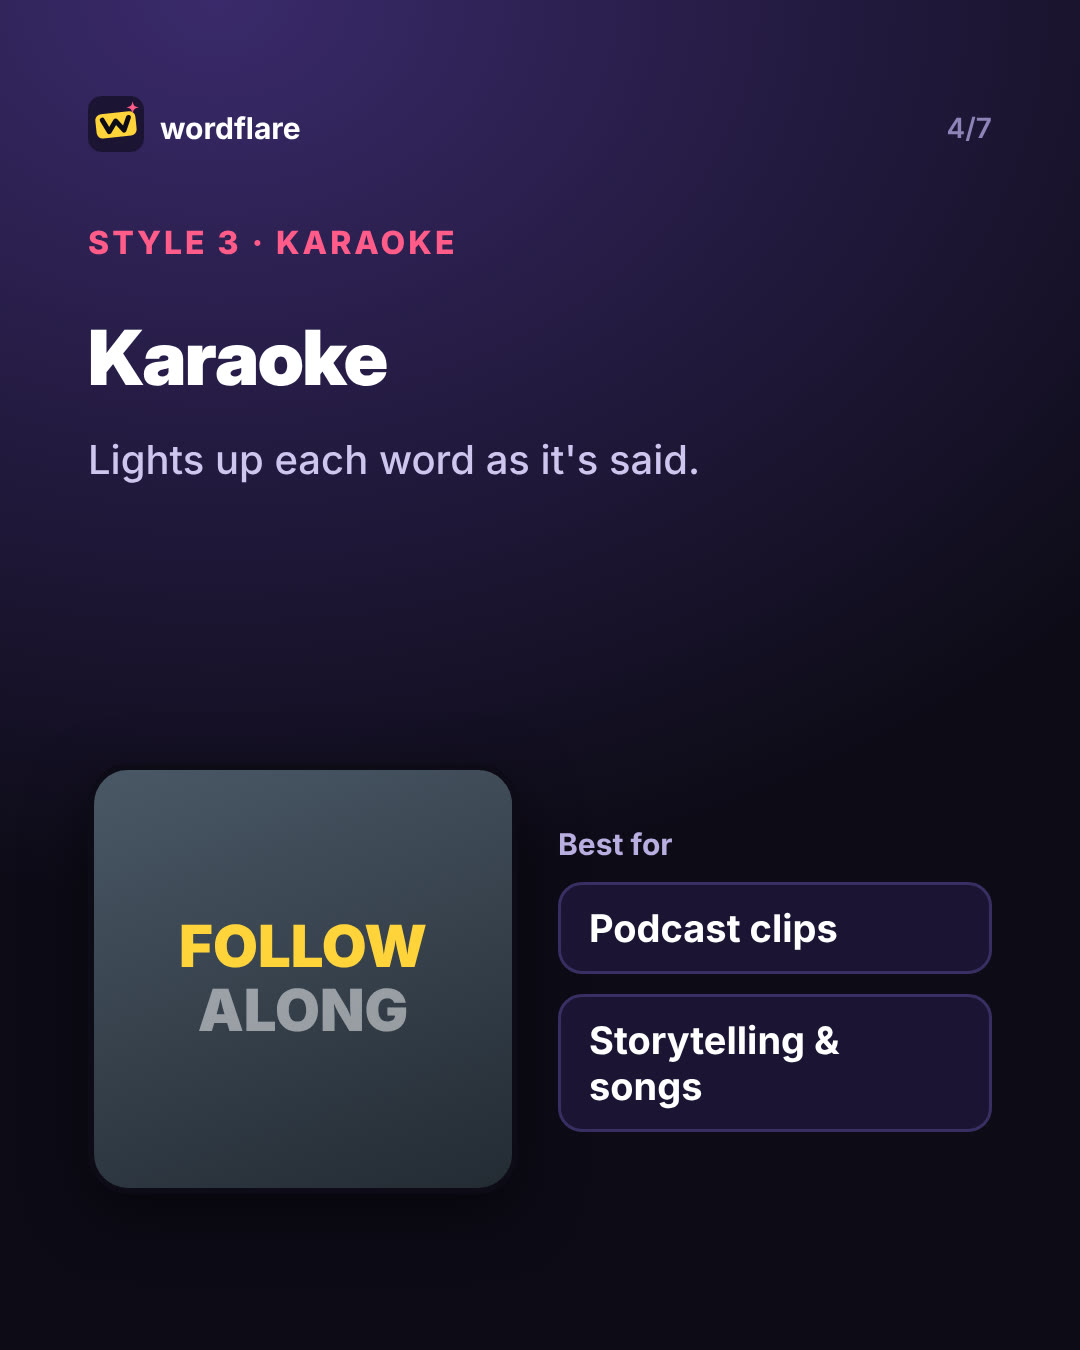 wordflare
4/7
STYLE 3 · KARAOKE
Karaoke
Lights up each word as it's said.
FOLLOW
ALONG
Best for
Podcast clips
Storytelling &
songs